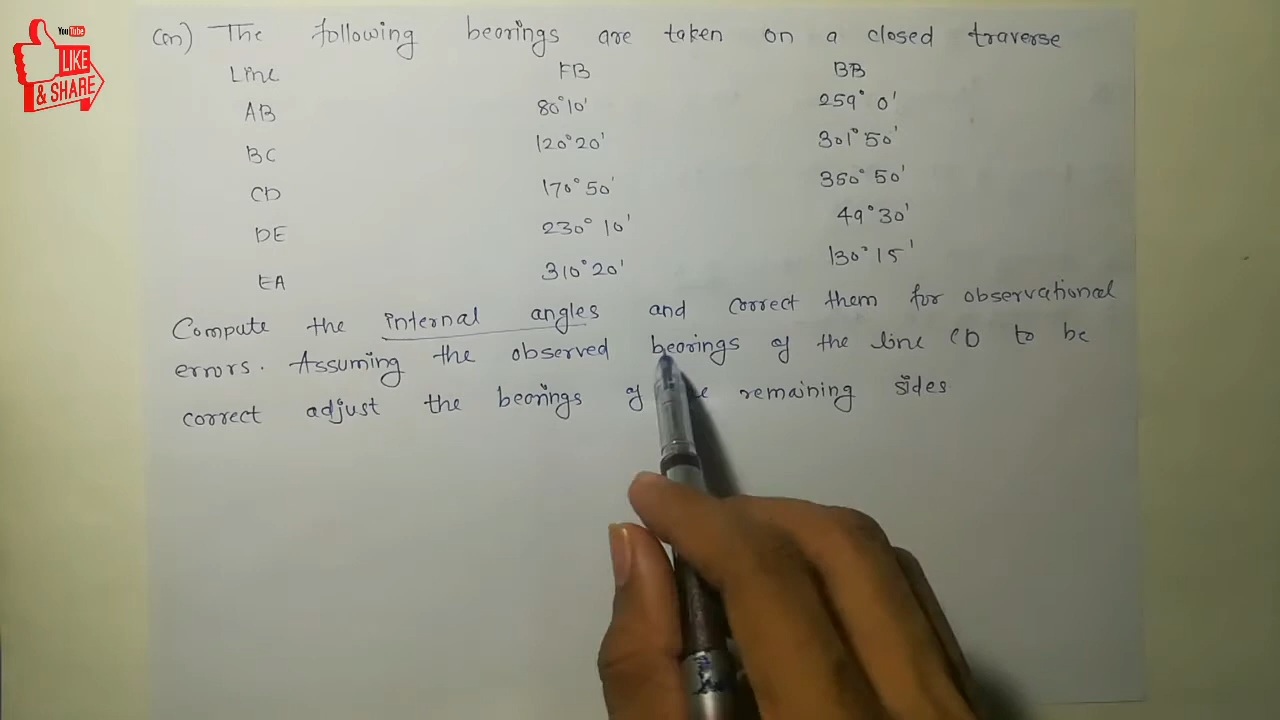 YouTube
LIKE
& SHARE
(m) The following bearings are taken on a closed traverse
Line FB BB
AB 80°10' 259° 0'
BC 120°20' 301°50'
CD 170°50' 350°50'
DE 230°10' 49°30'
EA 310°20' 130°15'
Compute the internal angles and correct them for observational
errors. Assuming the observed bearings of the line CD to be
correct adjust the bearings of remaining sides